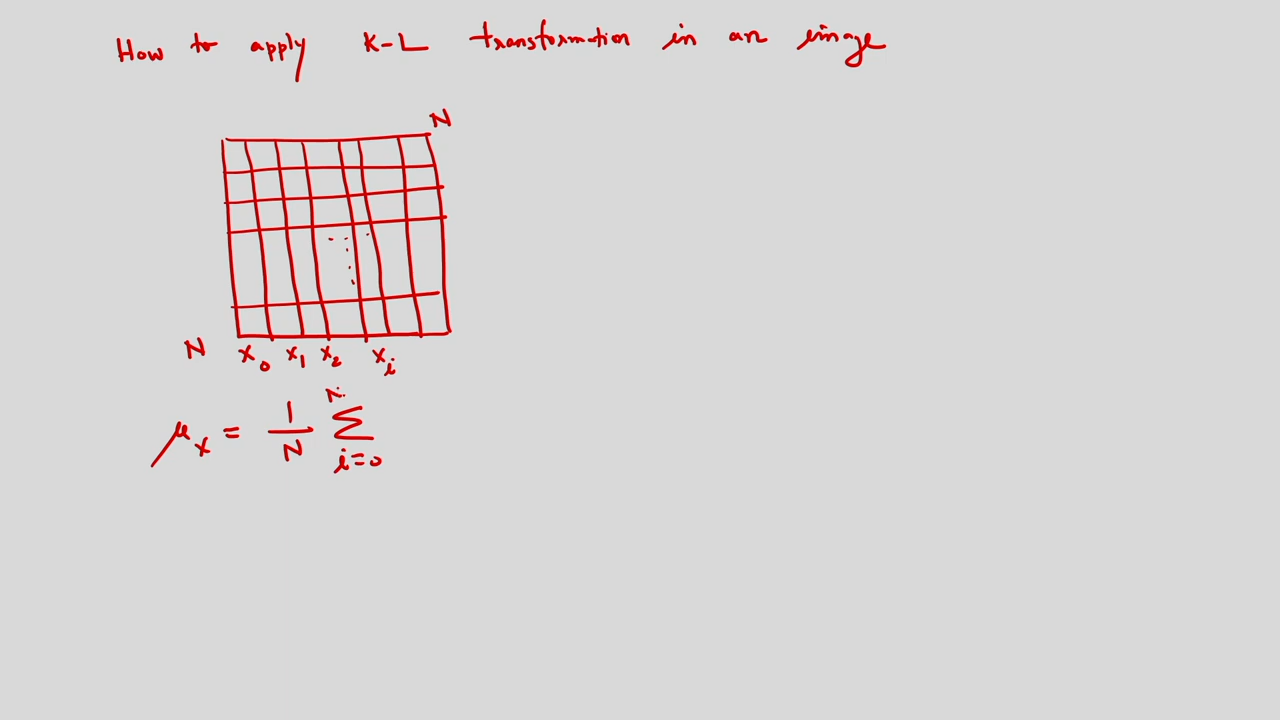 How to apply K-L transformation in an image
N
N x₀ x₁ x₂ xᵢ
μₓ = 1/N Σ i=0 N